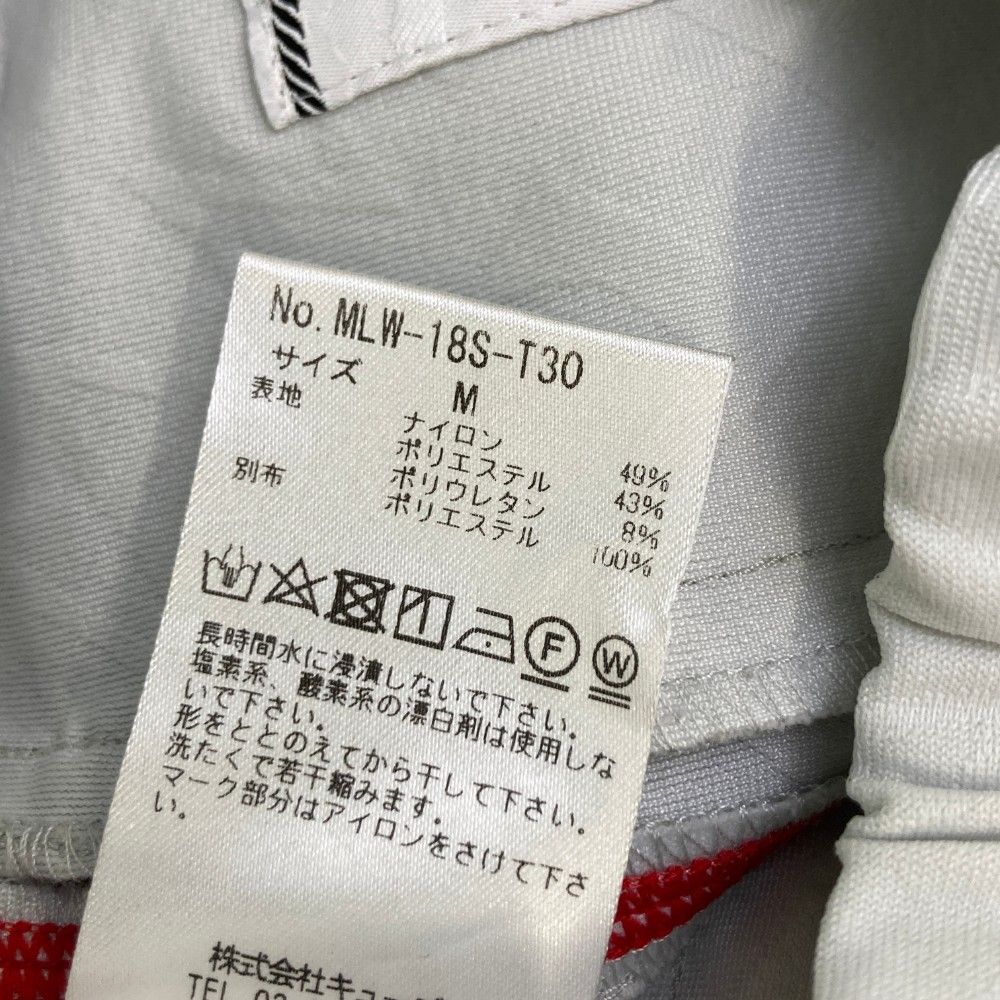 No. MLW-18S-T30
サイズ M
表地 ナイロン 49%
ポリエステル 43%
ポリウレタン 8%
別布 ポリエステル 100%
F W
長時間水に浸漬しないで下さい。
塩素系、酸素系の漂白剤は使用しな
いで下さい。
形をととのえてから干して下さい。
洗たくで若干縮みます。
マーク部分はアイロンをさけて下さ
い。
株式会社キュー
TEL 03